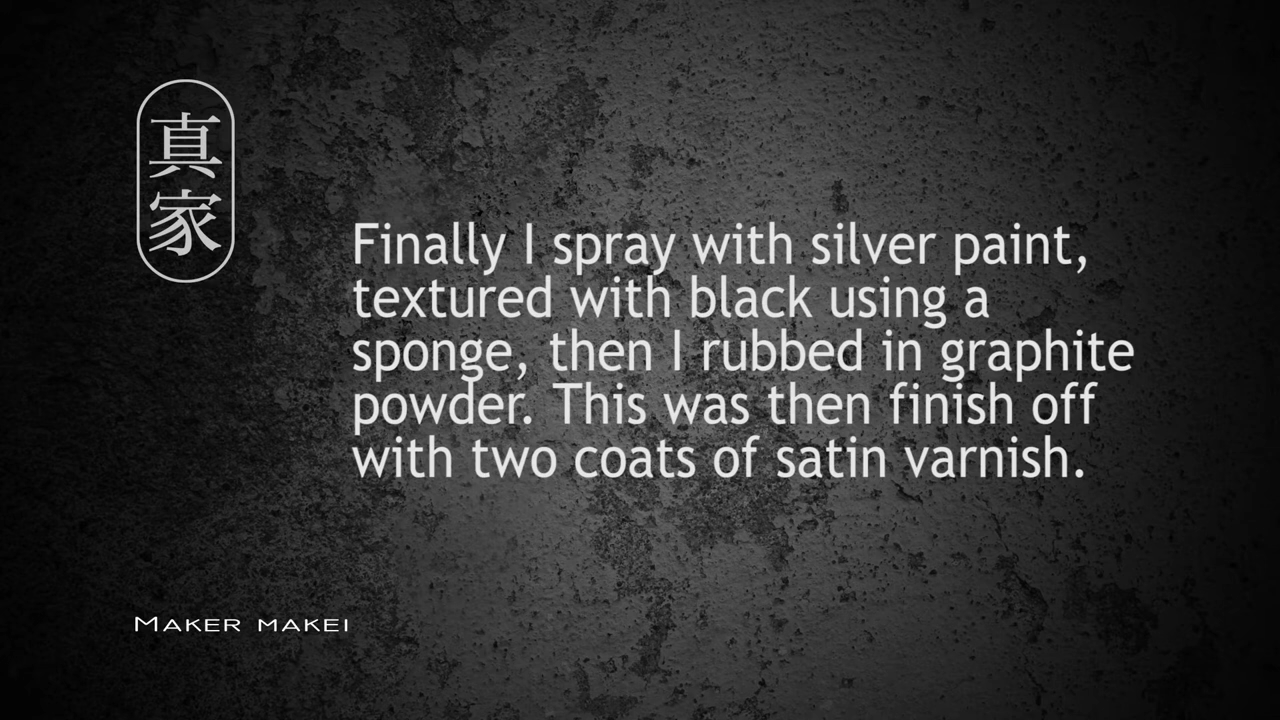 真
家
Finally I spray with silver paint,
textured with black using a
sponge, then I rubbed in graphite
powder. This was then finish off
with two coats of satin varnish.
MAKER MAKEI